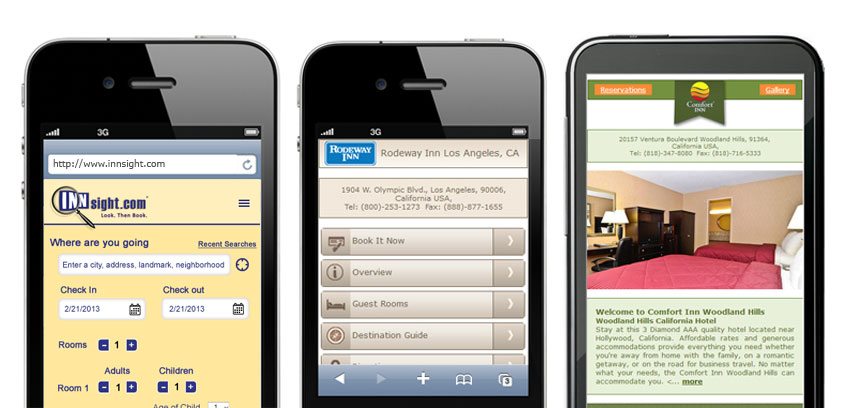 3G
http://www.innsight.com
INNsight.com
Look. Then Book.
Where are you going
Recent Searches
Enter a city, address, landmark, neighborhood
Check In
Check out
2/21/2013
2/21/2013
Rooms
1
Adults
Children
Room 1
1
1
Age of Child
1
3G
RODEWAY
INN
Rodeway Inn Los Angeles, CA
1904 W. Olympic Blvd., Los Angeles, 90006,
California USA,
Tel: (800)-253-1273 Fax: (888)-877-1655
Book It Now
Overview
Guest Rooms
Destination Guide
Reservations
Gallery
Comfort
INN
20157 Ventura Boulevard Woodland Hills, 91364,
California USA,
Tel: (818)-347-8080 Fax: (818)-716-5333
Welcome to Comfort Inn Woodland Hills
Woodland Hills California Hotel
Stay at this 3 Diamond AAA quality hotel located near
Hollywood, California. Affordable rates and generous
accommodations provide everything you need whether
you're away from home with the family, on a romantic
getaway, or on the road for business travel. No matter
what your needs, the Comfort Inn Woodland Hills can
accommodate you. <... more